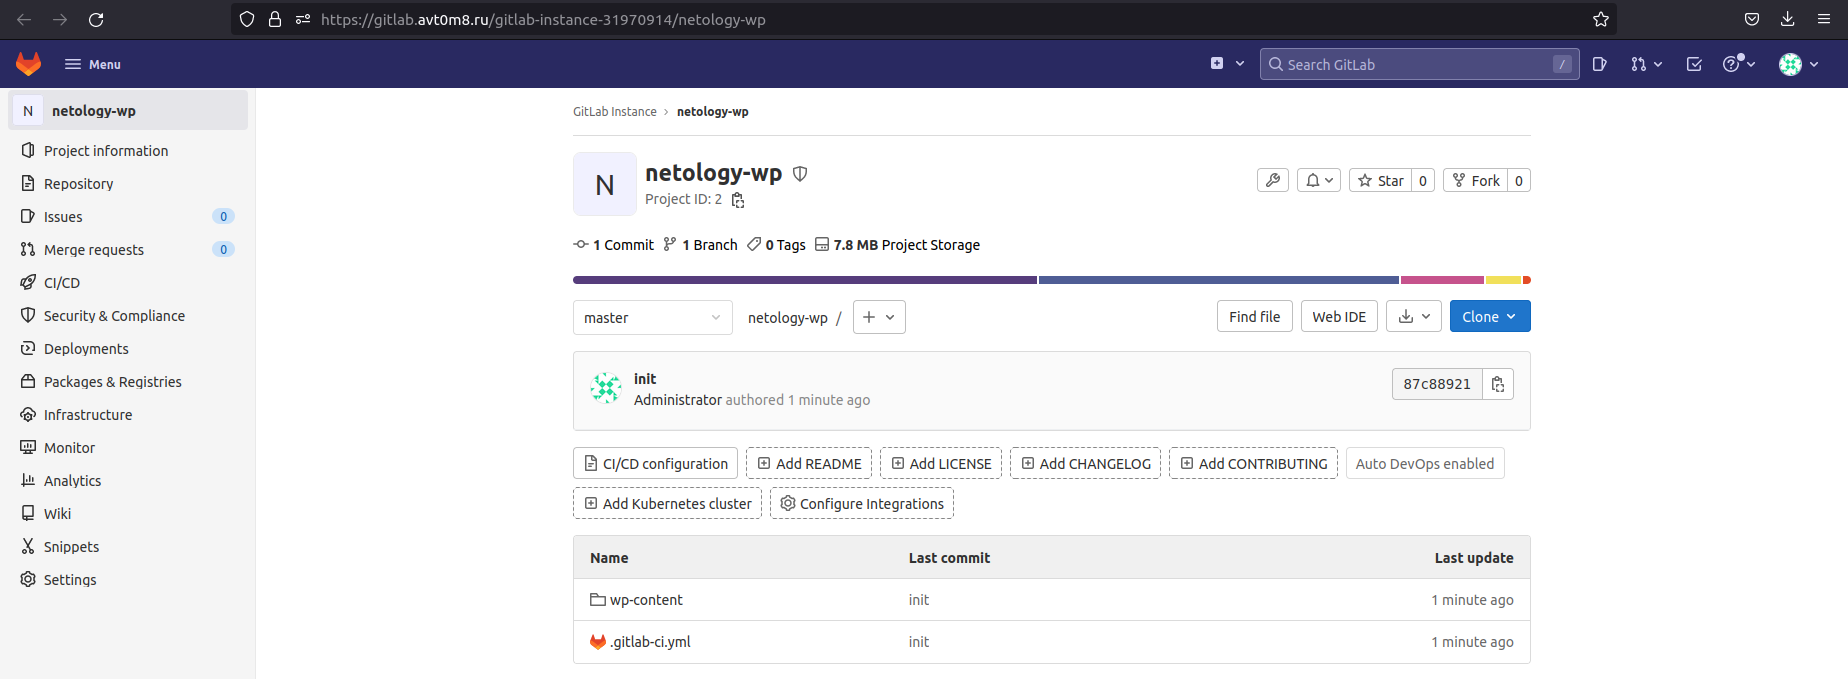 https://gitlab.avt0m8.ru/gitlab-instance-31970914/netology-wp
Menu
Search GitLab /
N netology-wp
Project information
Repository
Issues 0
Merge requests 0
CI/CD
Security & Compliance
Deployments
Packages & Registries
Infrastructure
Monitor
Analytics
Wiki
Snippets
Settings
GitLab Instance › netology-wp
N
netology-wp
Project ID: 2
Star 0
Fork 0
1 Commit 1 Branch 0 Tags 7.8 MB Project Storage
master
netology-wp /
Find file
Web IDE
Clone
init
Administrator authored 1 minute ago
87c88921
CI/CD configuration
Add README
Add LICENSE
Add CHANGELOG
Add CONTRIBUTING
Auto DevOps enabled
Add Kubernetes cluster
Configure Integrations
Name Last commit Last update
wp-content init 1 minute ago
.gitlab-ci.yml init 1 minute ago